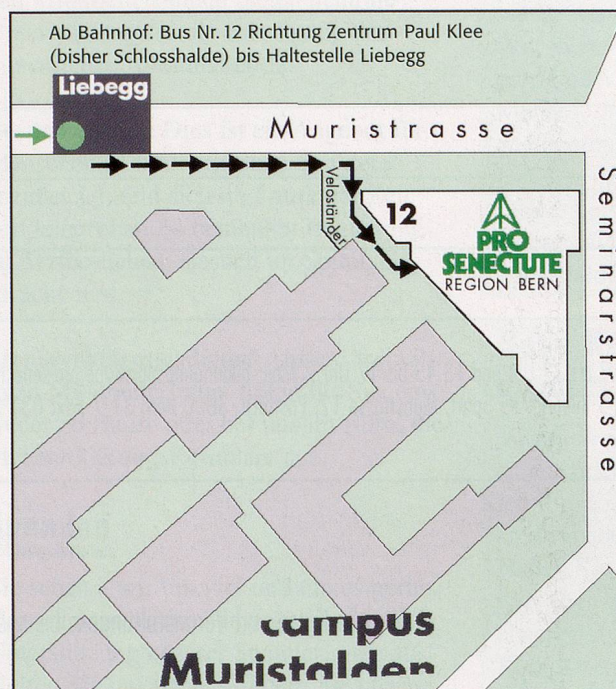 Ab Bahnhof: Bus Nr. 12 Richtung Zentrum Paul Klee
(bisher Schlosshalde) bis Haltestelle Liebegg
Liebegg
Muristrasse
Veloständer
12
PRO
SENECTUTE
REGION BERN
Seminarstrasse
campus
Muristalden